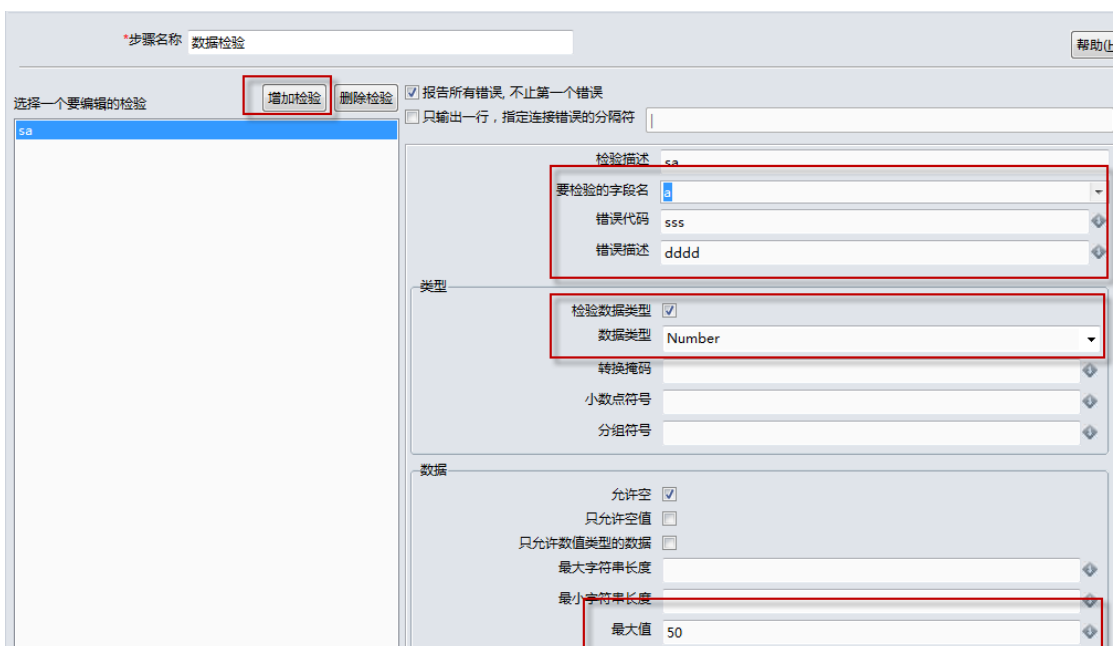 *步骤名称 数据检验
帮助(H
选择一个要编辑的检验 增加检验 删除检验
报告所有错误, 不止第一个错误
只输出一行，指定连接错误的分隔符 |
sa
检验描述 sa
要检验的字段名 a
错误代码 sss
错误描述 dddd
类型
检验数据类型
数据类型 Number
转换掩码
小数点符号
分组符号
数据
允许空
只允许空值
只允许数值类型的数据
最大字符串长度
最小字符串长度
最大值 50